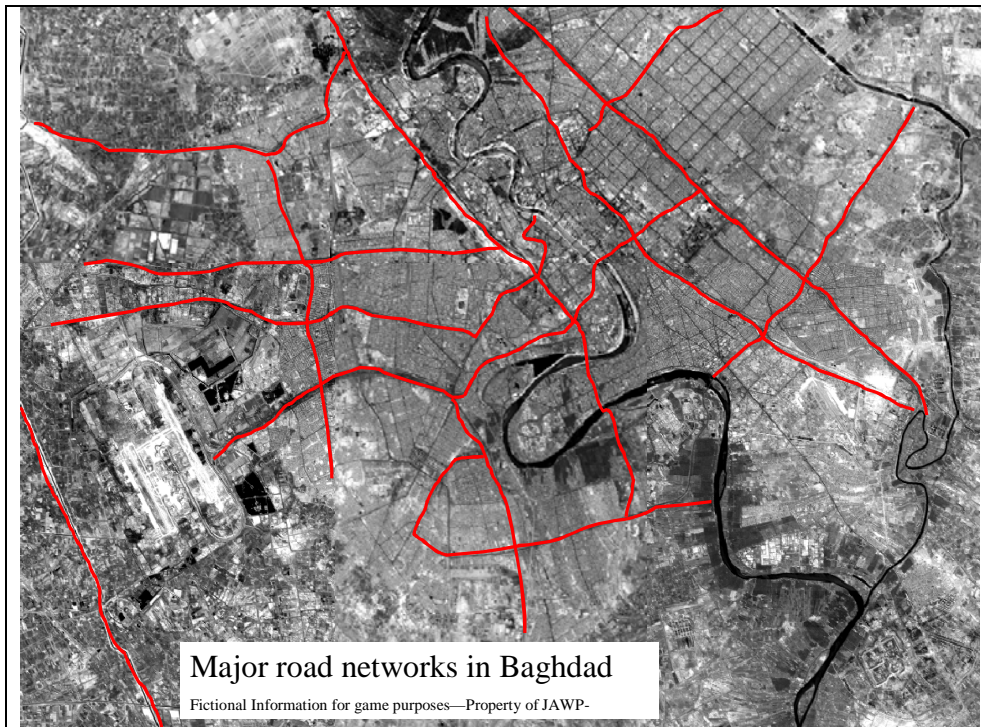 Major road networks in Baghdad
Fictional Information for game purposes—Property of JAWP-